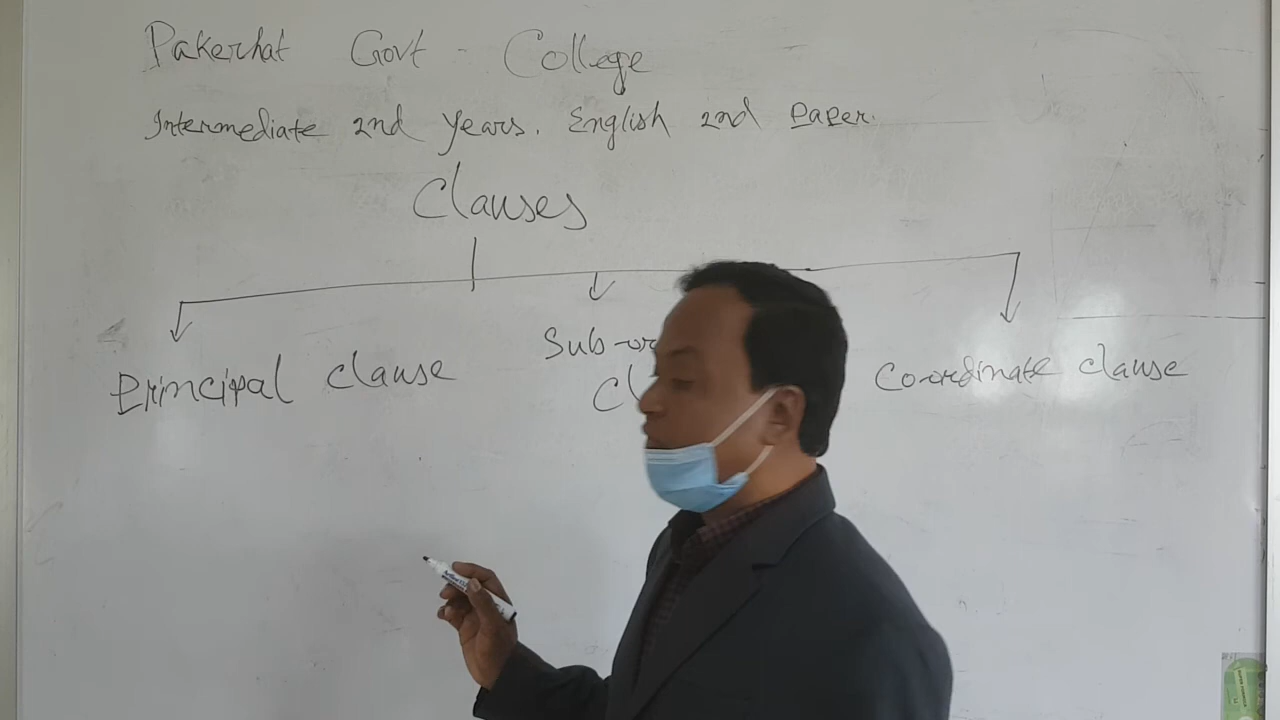 Pakerhat Govt - College
Intermediate 2nd Years. English 2nd Paper.
Clauses
Principal Clause
Sub-or
Cl
Co-ordinate clause